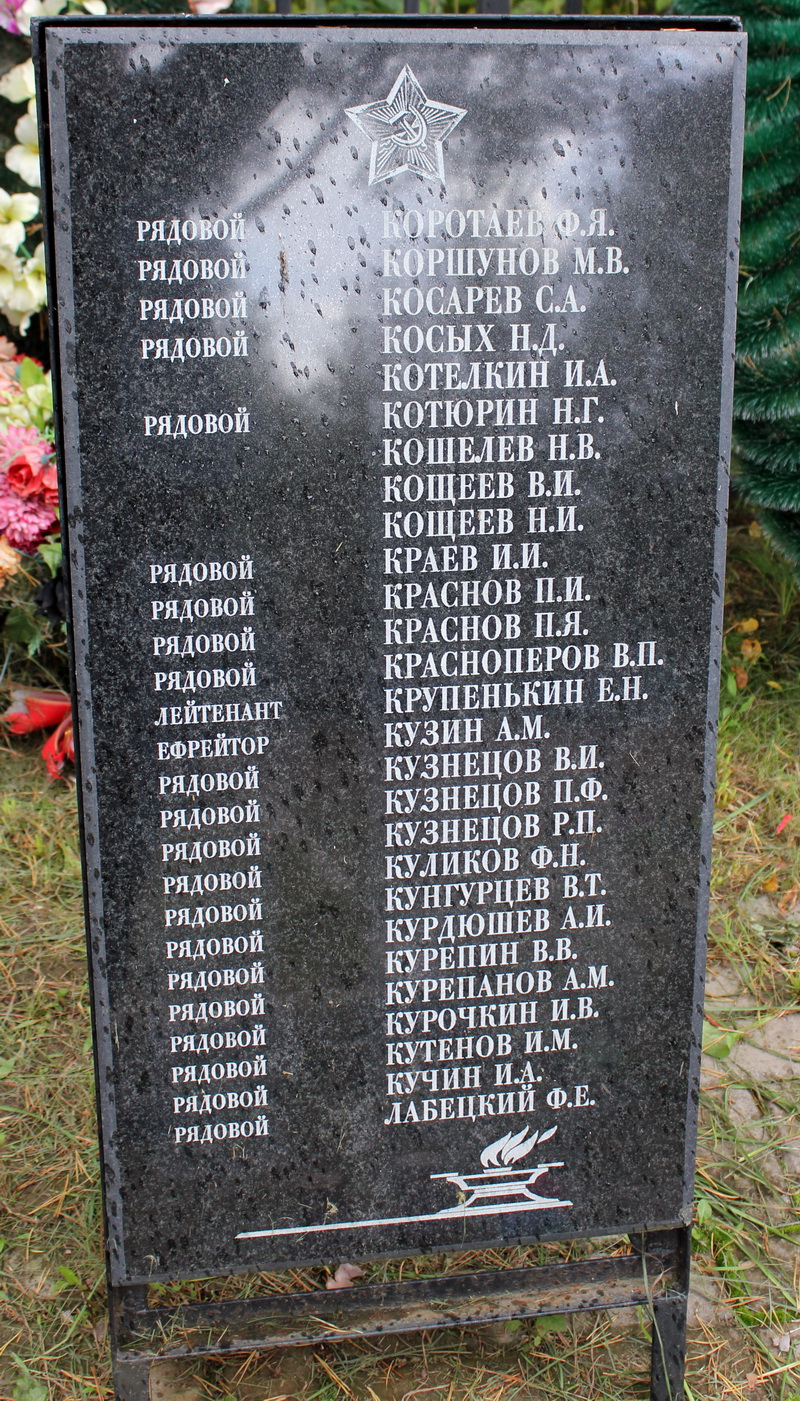 РЯДОВОЙ КОРОТАЕВ Ф.Я.
РЯДОВОЙ КОРШУНОВ М.В.
РЯДОВОЙ КОСАРЕВ С.А.
РЯДОВОЙ КОСЫХ Н.Д.
КОТЕЛКИН И.А.
РЯДОВОЙ КОТЮРИН Н.Г.
КОШЕЛЕВ Н.В.
КОЩЕЕВ В.И.
КОЩЕЕВ Н.И.
РЯДОВОЙ КРАЕВ И.И.
РЯДОВОЙ КРАСНОВ П.И.
РЯДОВОЙ КРАСНОВ П.Я.
РЯДОВОЙ КРАСНОПЕРОВ В.П.
ЛЕЙТЕНАНТ КРУПЕНЬКИН Е.Н.
ЕФРЕЙТОР КУЗИН А.М.
РЯДОВОЙ КУЗНЕЦОВ В.И.
РЯДОВОЙ КУЗНЕЦОВ П.Ф.
РЯДОВОЙ КУЗНЕЦОВ Р.П.
РЯДОВОЙ КУЛИКОВ Ф.Н.
РЯДОВОЙ КУНГУРЦЕВ В.Т.
РЯДОВОЙ КУРДЮШЕВ А.И.
РЯДОВОЙ КУРЕПИН В.В.
РЯДОВОЙ КУРЕПАНОВ А.М.
РЯДОВОЙ КУРОЧКИН И.В.
РЯДОВОЙ КУТЕНОВ И.М.
РЯДОВОЙ КУЧИН И.А.
РЯДОВОЙ ЛАБЕЦКИЙ Ф.Е.